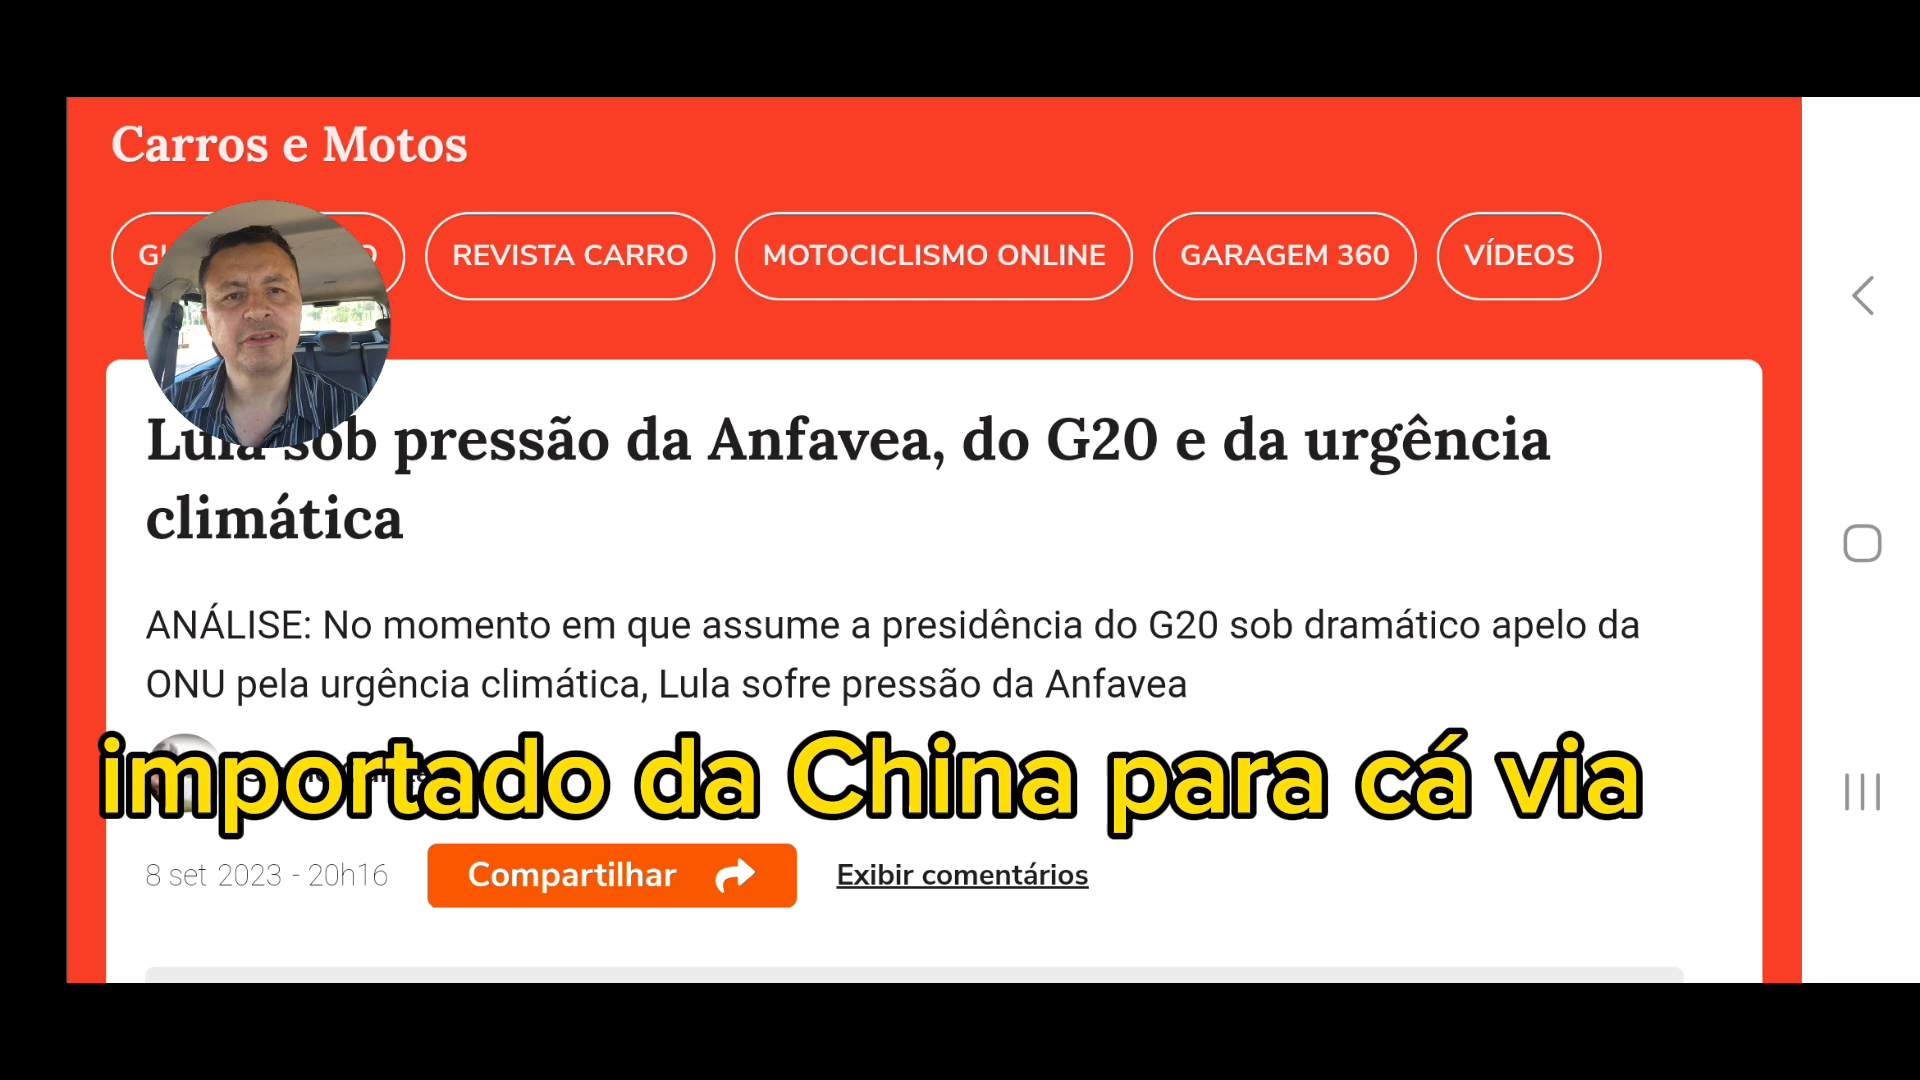 Carros e Motos
REVISTA CARRO
MOTOCICLISMO ONLINE
GARAGEM 360
VÍDEOS
Lula sob pressão da Anfavea, do G20 e da urgência
climática
ANÁLISE: No momento em que assume a presidência do G20 sob dramático apelo da
ONU pela urgência climática, Lula sofre pressão da Anfavea
importado da China para cá via
8 set 2023 - 20h16
Compartilhar
Exibir comentários